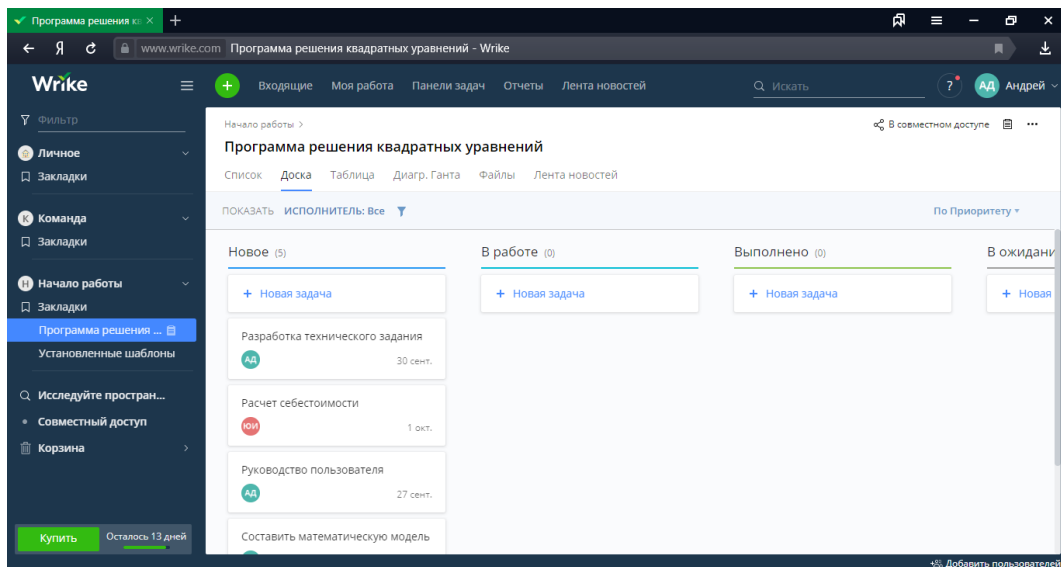 Программа решения кв
www.wrike.com Программа решения квадратных уравнений - Wrike
Wrike
Входящие Моя работа Панели задач Отчеты Лента новостей Искать ? АД Андрей
Фильтр
Личное
Закладки
К Команда
Закладки
Н Начало работы
Закладки
Программа решения ...
Установленные шаблоны
Исследуйте простран...
Совместный доступ
Корзина
Купить Осталось 13 дней
Начало работы > В совместном доступе
Программа решения квадратных уравнений
Список Доска Таблица Диагр. Ганта Файлы Лента новостей
ПОКАЗАТЬ ИСПОЛНИТЕЛЬ: Все По Приоритету
Новое (5) В работе (0) Выполнено (0) В ожидани
+ Новая задача + Новая задача + Новая задача + Новая
Разработка технического задания
АД 30 сент.
Расчет себестоимости
ЮИ 1 окт.
Руководство пользователя
АД 27 сент.
Составить математическую модель
Добавить пользователей